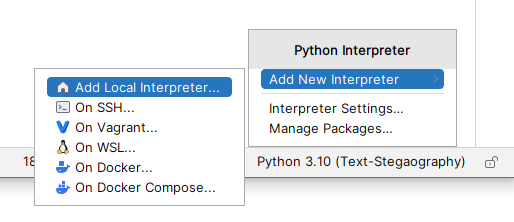 Python Interpreter
Add New Interpreter
Interpreter Settings...
Manage Packages...
Add Local Interpreter...
On SSH...
On Vagrant...
On WSL...
On Docker...
On Docker Compose...
18
Python 3.10 (Text-Stegaography)